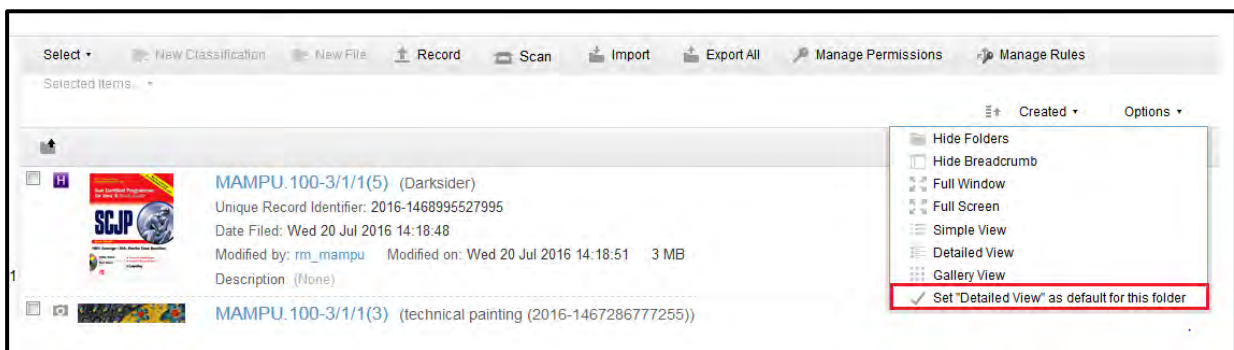 Select
New Classification
New File
Record
Scan
Import
Export All
Manage Permissions
Manage Rules
Selected Items...
Created
Options
Hide Folders
Hide Breadcrumb
Full Window
Full Screen
Simple View
Detailed View
Gallery View
Set "Detailed View" as default for this folder
H
SCJP
MAMPU.100-3/1/1(5) (Darksider)
Unique Record Identifier: 2016-1468995527995
Date Filed: Wed 20 Jul 2016 14:18:48
Modified by: rm_mampu Modified on: Wed 20 Jul 2016 14:18:51 3 MB
Description (None)
1
MAMPU.100-3/1/1(3) (technical painting (2016-1467286777255))